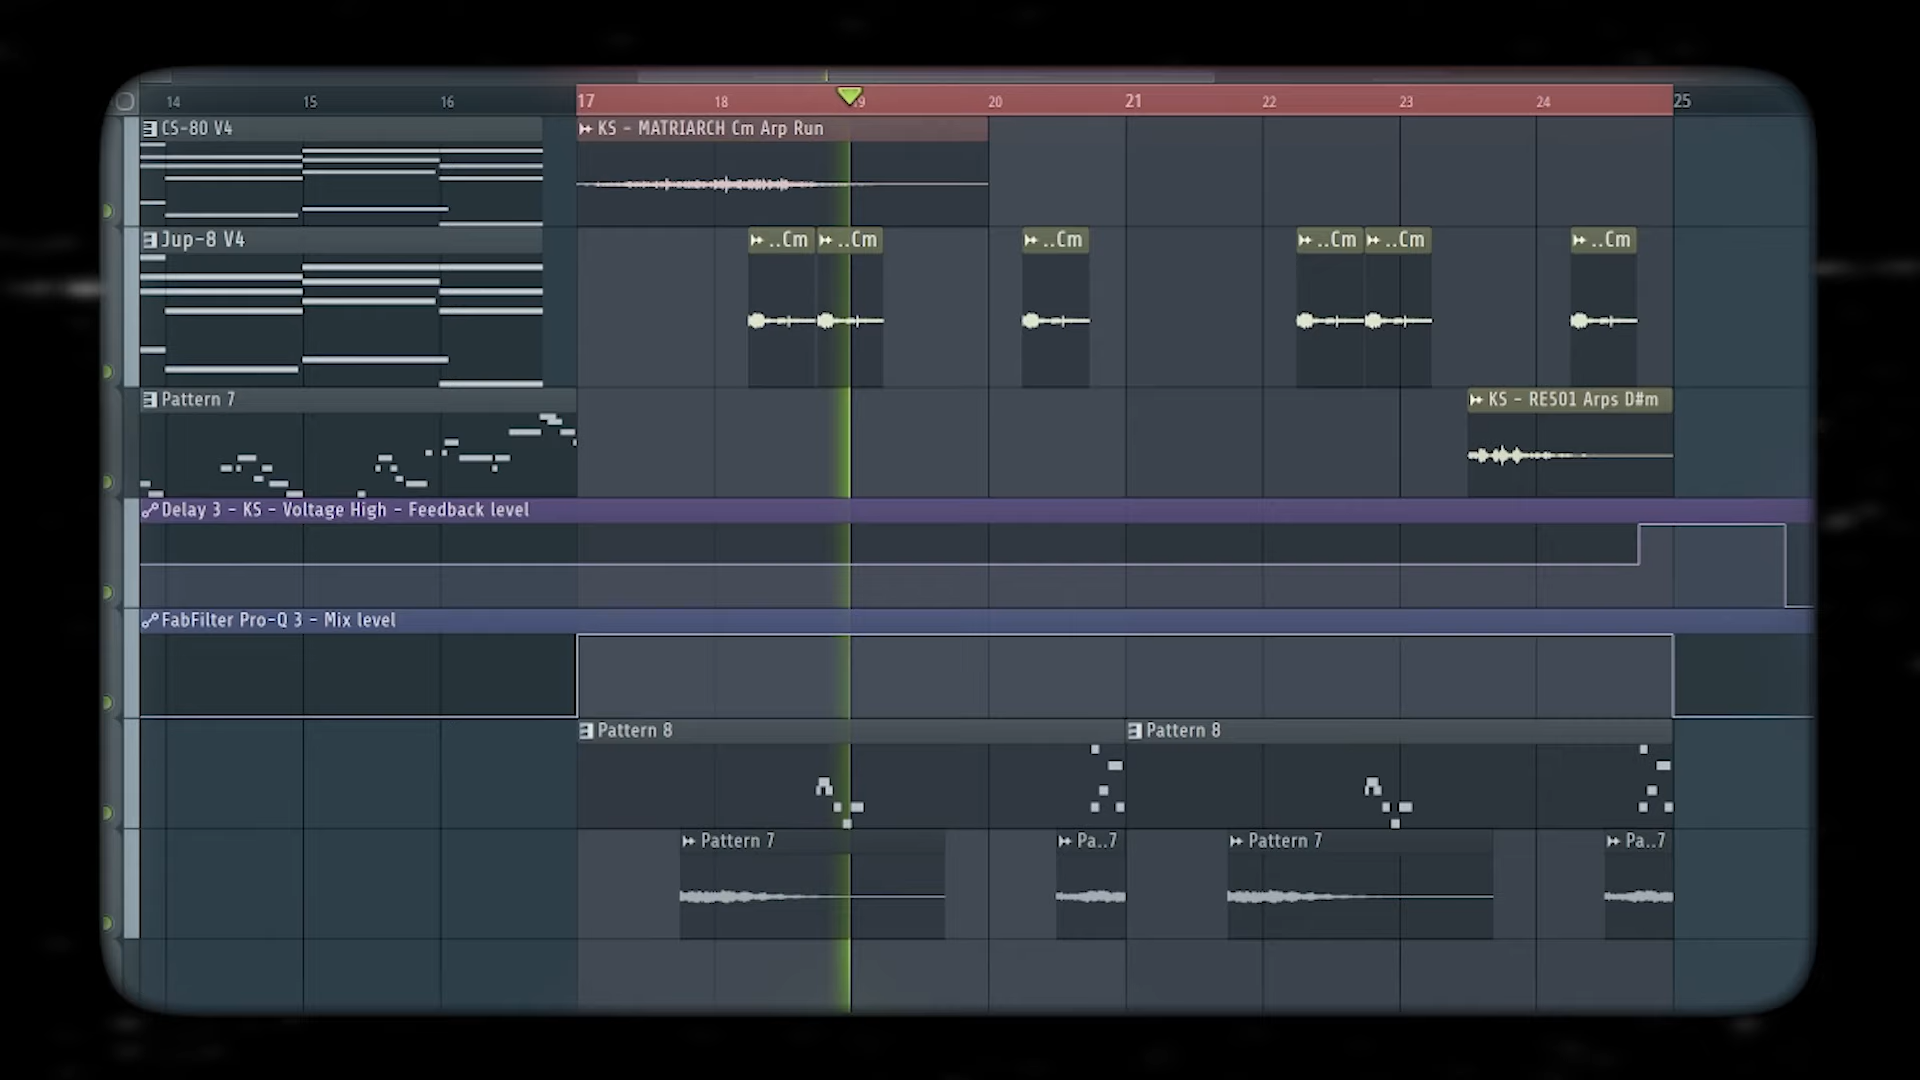 14 15 16 17 18 19 20 21 22 23 24 25
CS-80 V4
KS - MATRIARCH Cm Arp Run
Jup-8 V4
..Cm ..Cm ..Cm ..Cm ..Cm ..Cm
Pattern 7
KS - RE501 Arps D#m
Delay 3 - KS - Voltage High - Feedback level
FabFilter Pro-Q 3 - Mix level
Pattern 8 Pattern 8
Pattern 7 Pa..7 Pattern 7 Pa..7